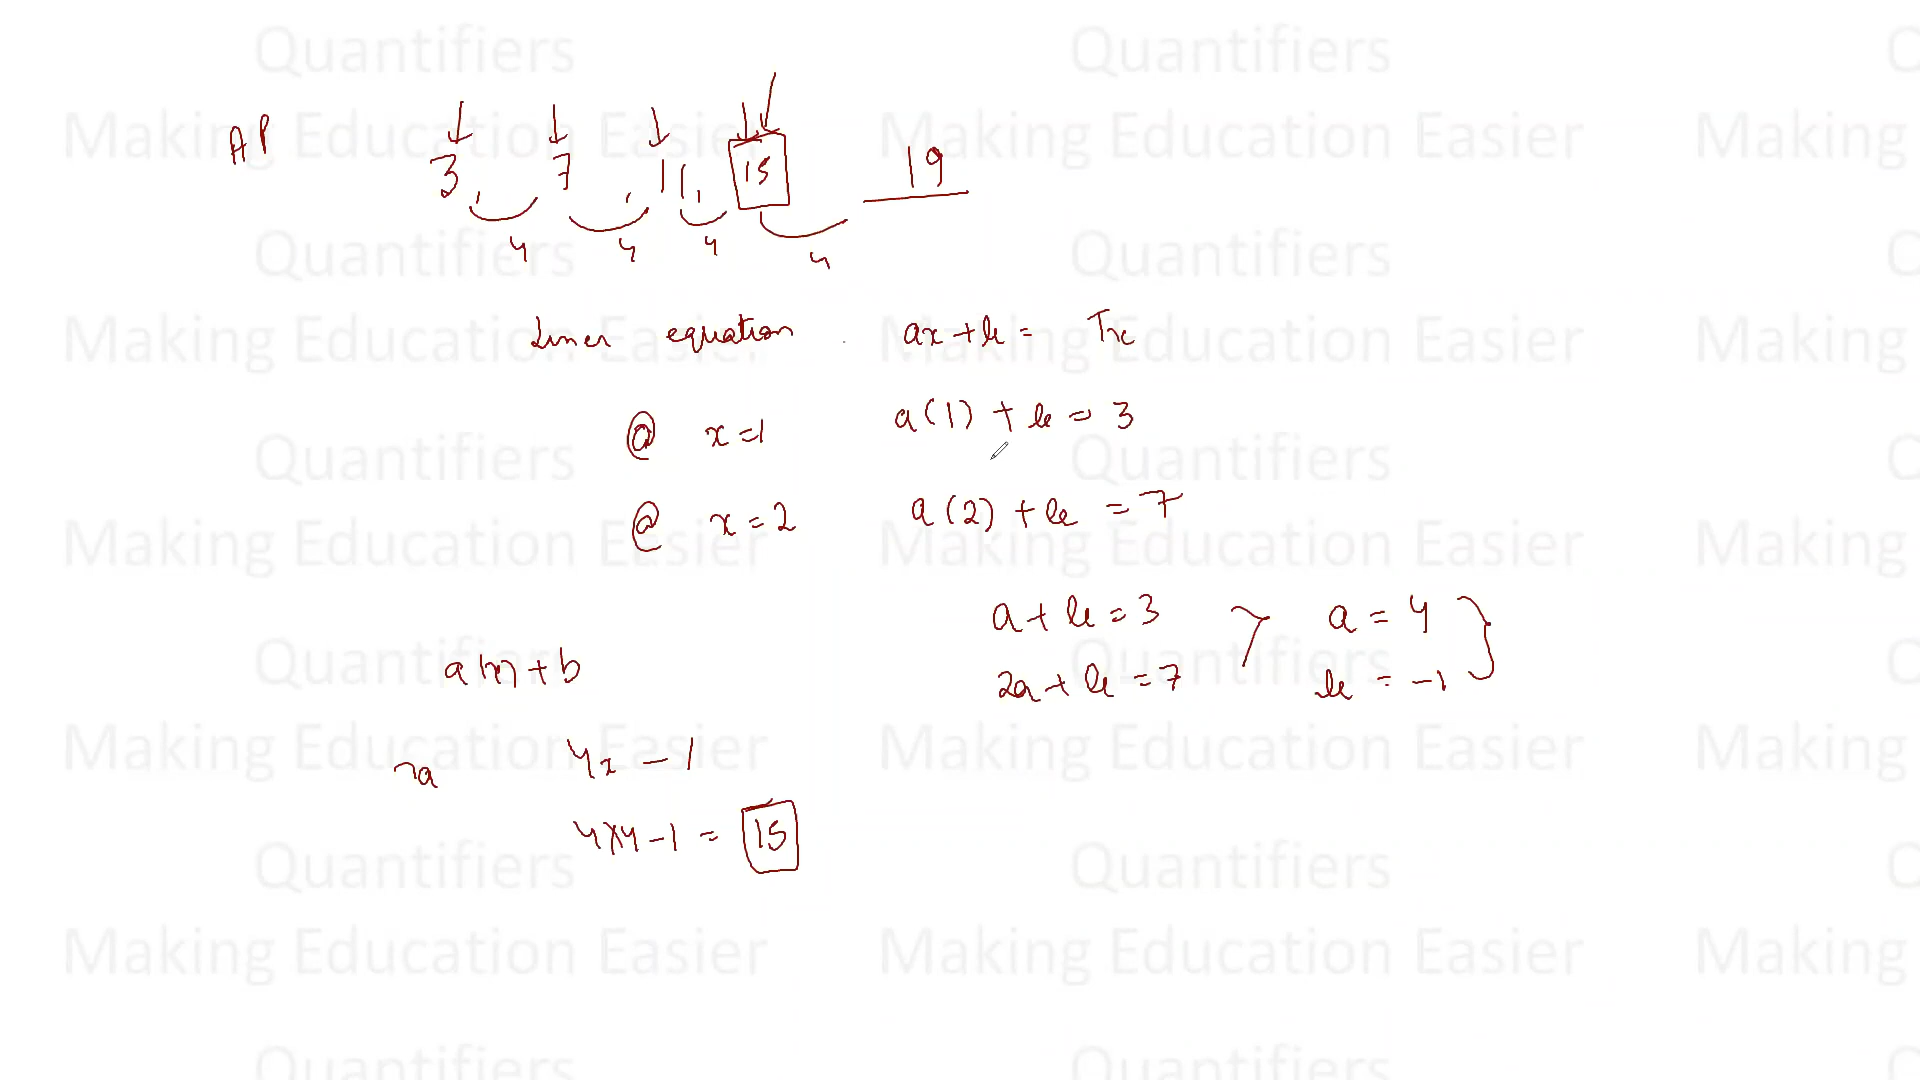 AP 3, 7, 11, 15 19
4 4 4 4
Liner equation ax + b = Tx
@ x=1 a(1) + b = 3
@ x=2 a(2) + b = 7
a + b = 3 a = 4
a(x) + b 2a + b = 7 b = -1
4x - 1
4x4-1 = 15
Quantifiers
Making Education Easier